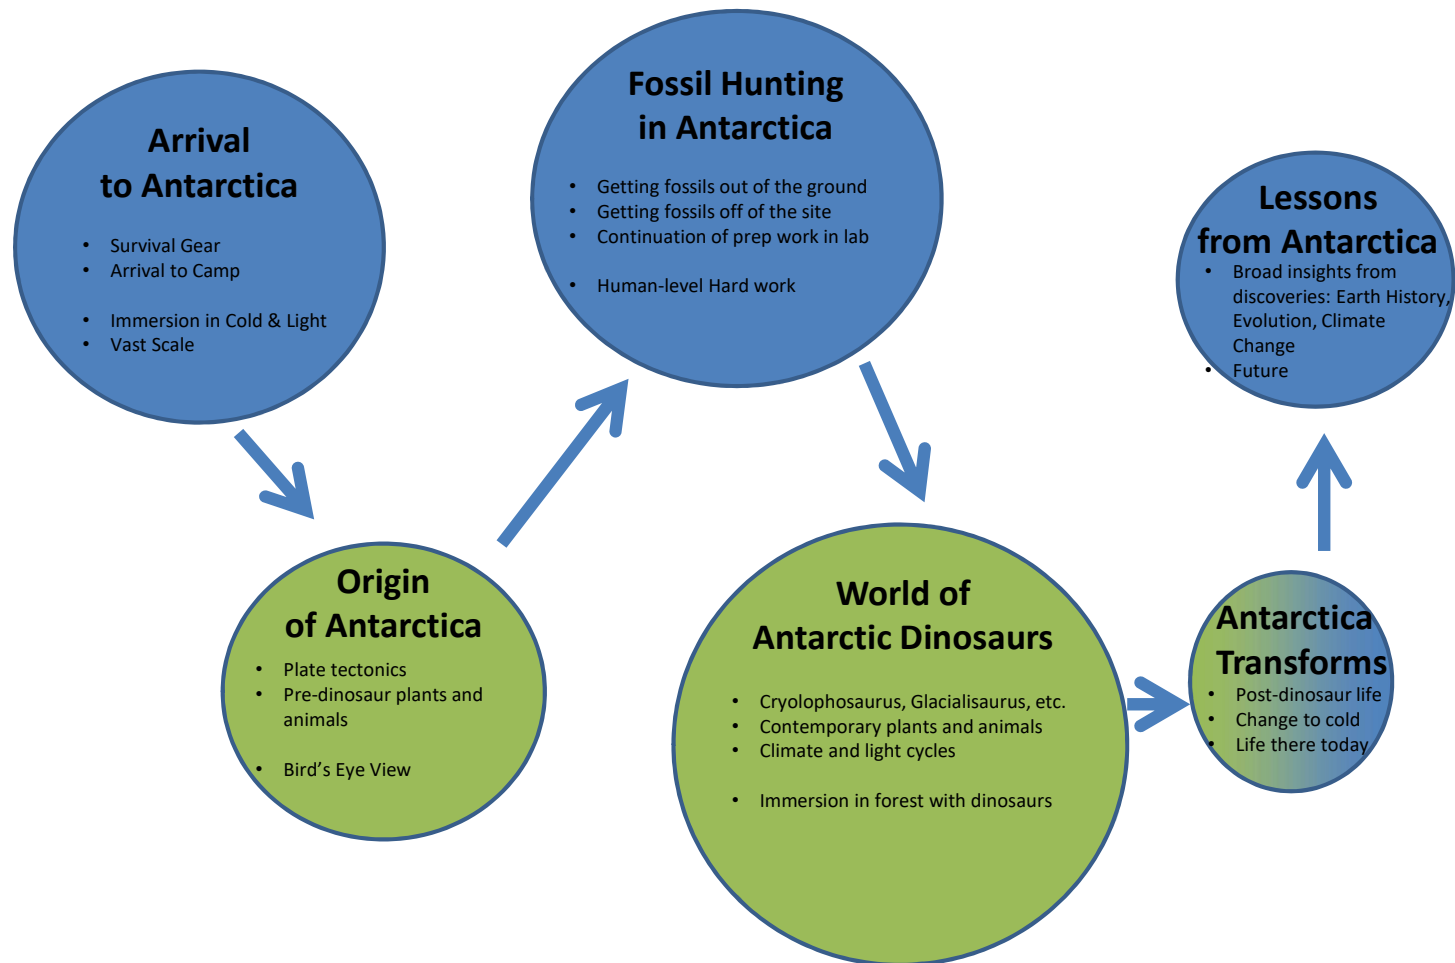 Arrival
to Antarctica
• Survival Gear
• Arrival to Camp
• Immersion in Cold & Light
• Vast Scale
Origin
of Antarctica
• Plate tectonics
• Pre-dinosaur plants and
animals
• Bird’s Eye View
Fossil Hunting
in Antarctica
• Getting fossils out of the ground
• Getting fossils off of the site
• Continuation of prep work in lab
• Human-level Hard work
World of
Antarctic Dinosaurs
• Cryolophosaurus, Glacialisaurus, etc.
• Contemporary plants and animals
• Climate and light cycles
• Immersion in forest with dinosaurs
Antarctica
Transforms
• Post-dinosaur life
• Change to cold
• Life there today
Lessons
from Antarctica
• Broad insights from
discoveries: Earth History,
Evolution, Climate
Change
• Future